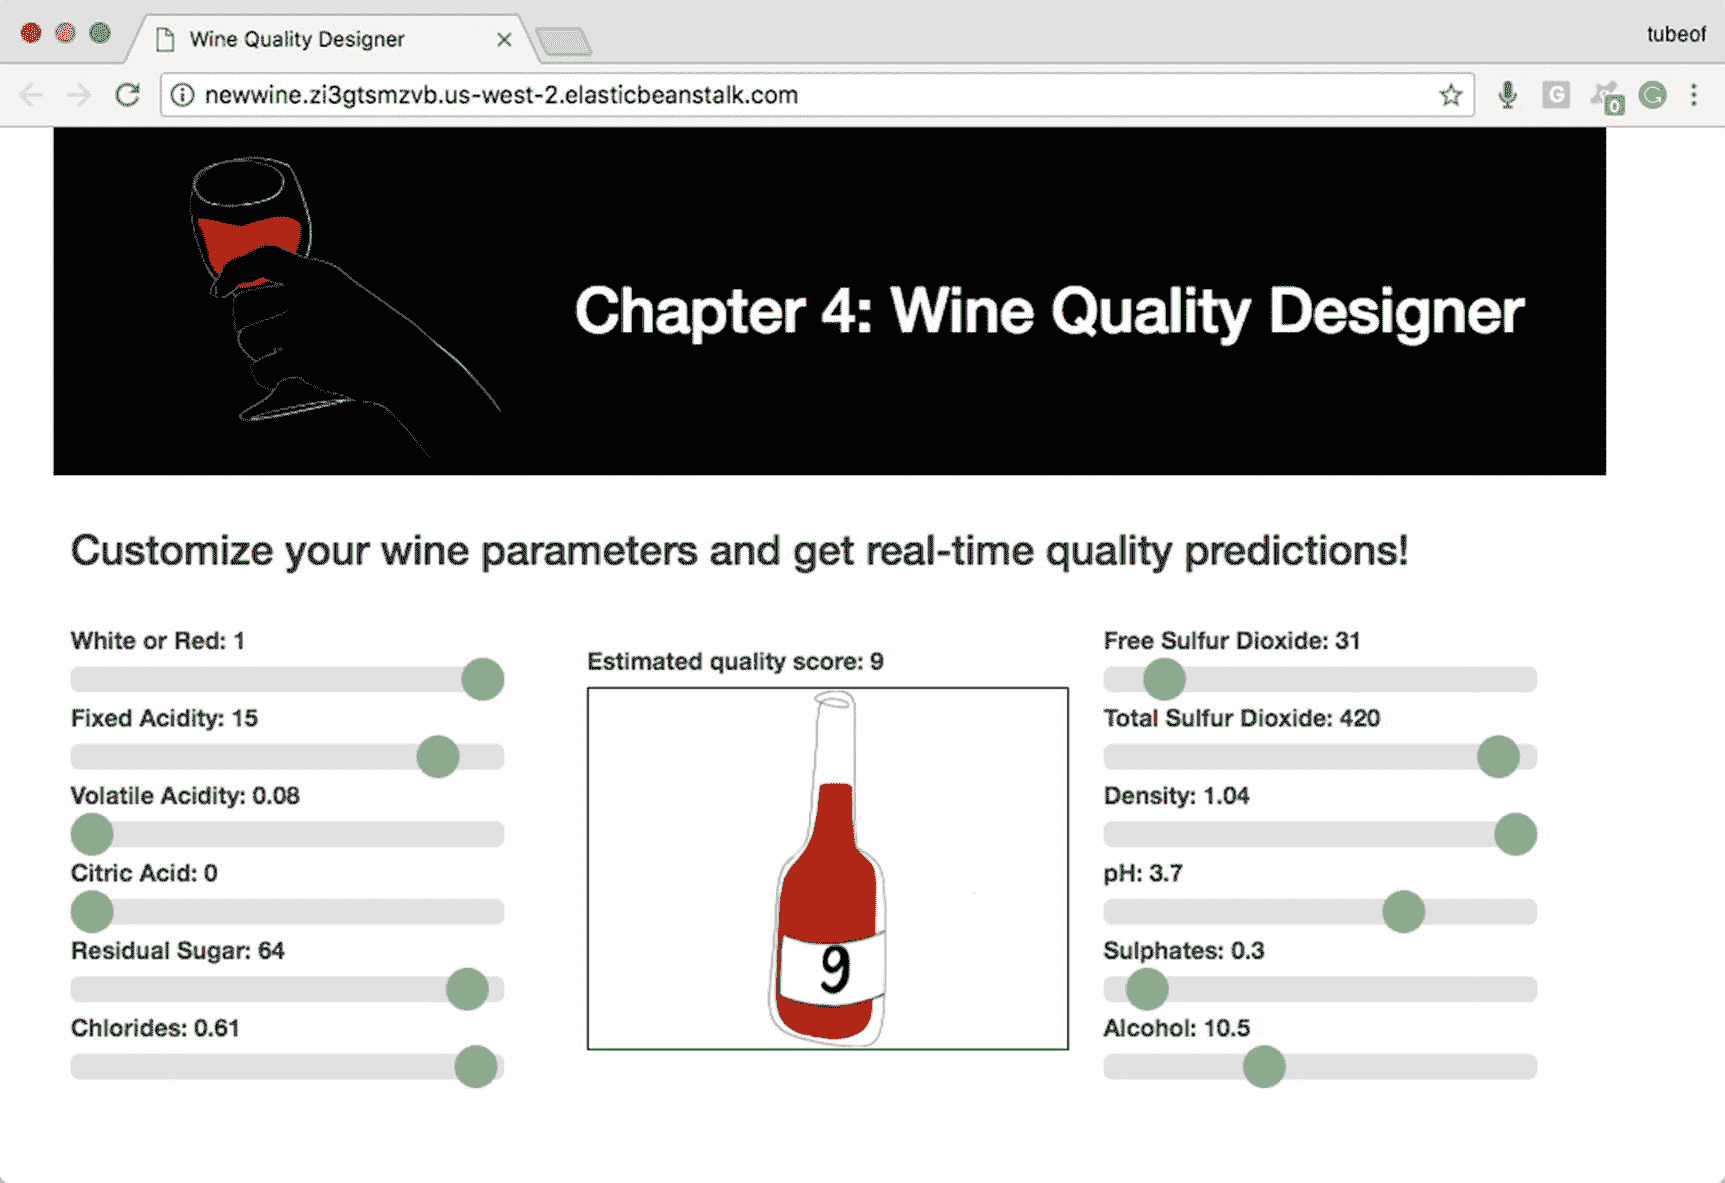 Wine Quality Designer
tubeof
newwine.zi3gtsmzvb.us-west-2.elasticbeanstalk.com
G
0
Chapter 4: Wine Quality Designer
Customize your wine parameters and get real-time quality predictions!
White or Red: 1
Fixed Acidity: 15
Volatile Acidity: 0.08
Citric Acid: 0
Residual Sugar: 64
Chlorides: 0.61
Estimated quality score: 9
9
Free Sulfur Dioxide: 31
Total Sulfur Dioxide: 420
Density: 1.04
pH: 3.7
Sulphates: 0.3
Alcohol: 10.5